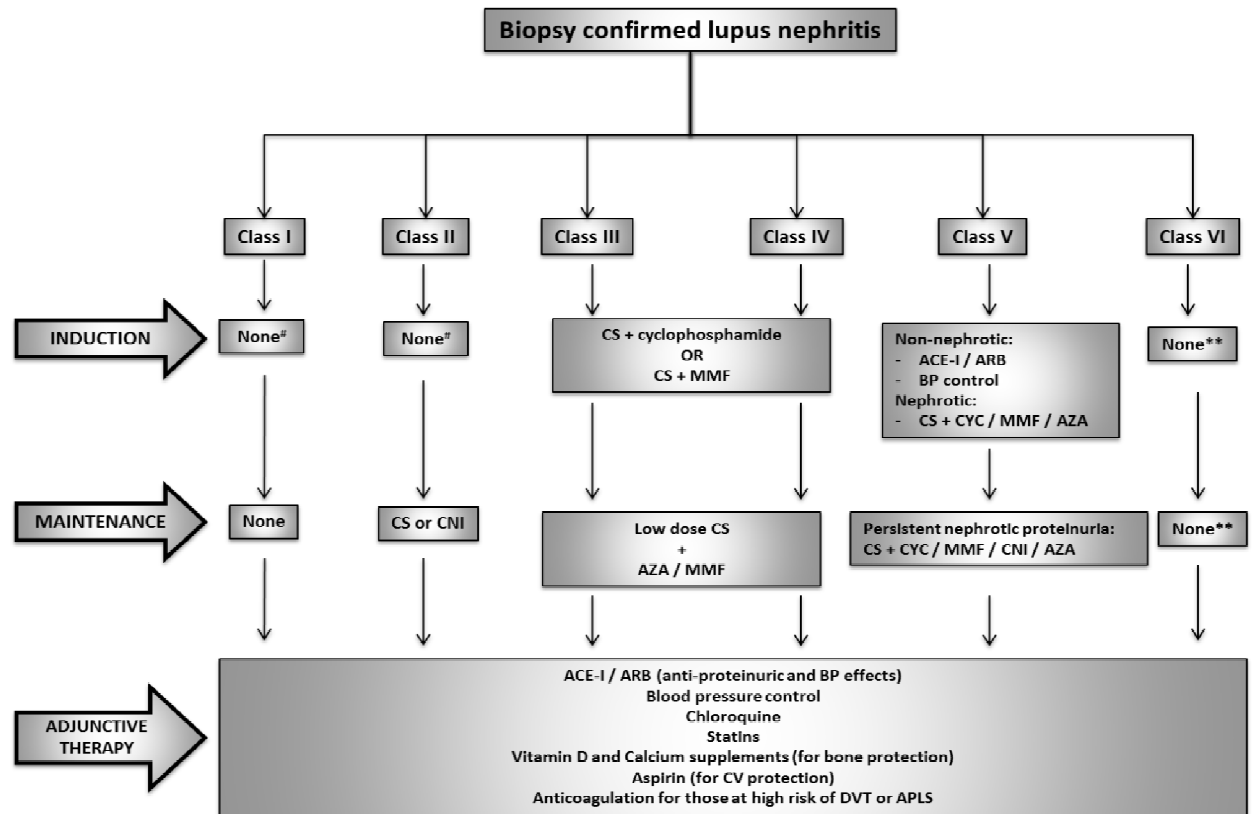 Biopsy confirmed lupus nephritis
Class I
Class II
Class III
Class IV
Class V
Class VI
INDUCTION
None#
None#
CS + cyclophosphamide
OR
CS + MMF
Non-nephrotic:
- ACE-I / ARB
- BP control
Nephrotic:
- CS + CYC / MMF / AZA
None**
MAINTENANCE
None
CS or CNI
Low dose CS
+
AZA / MMF
Persistent nephrotic proteinuria:
CS + CYC / MMF / CNI / AZA
None**
ADJUNCTIVE
THERAPY
ACE-I / ARB (anti-proteinuric and BP effects)
Blood pressure control
Chloroquine
Statins
Vitamin D and Calcium supplements (for bone protection)
Aspirin (for CV protection)
Anticoagulation for those at high risk of DVT or APLS